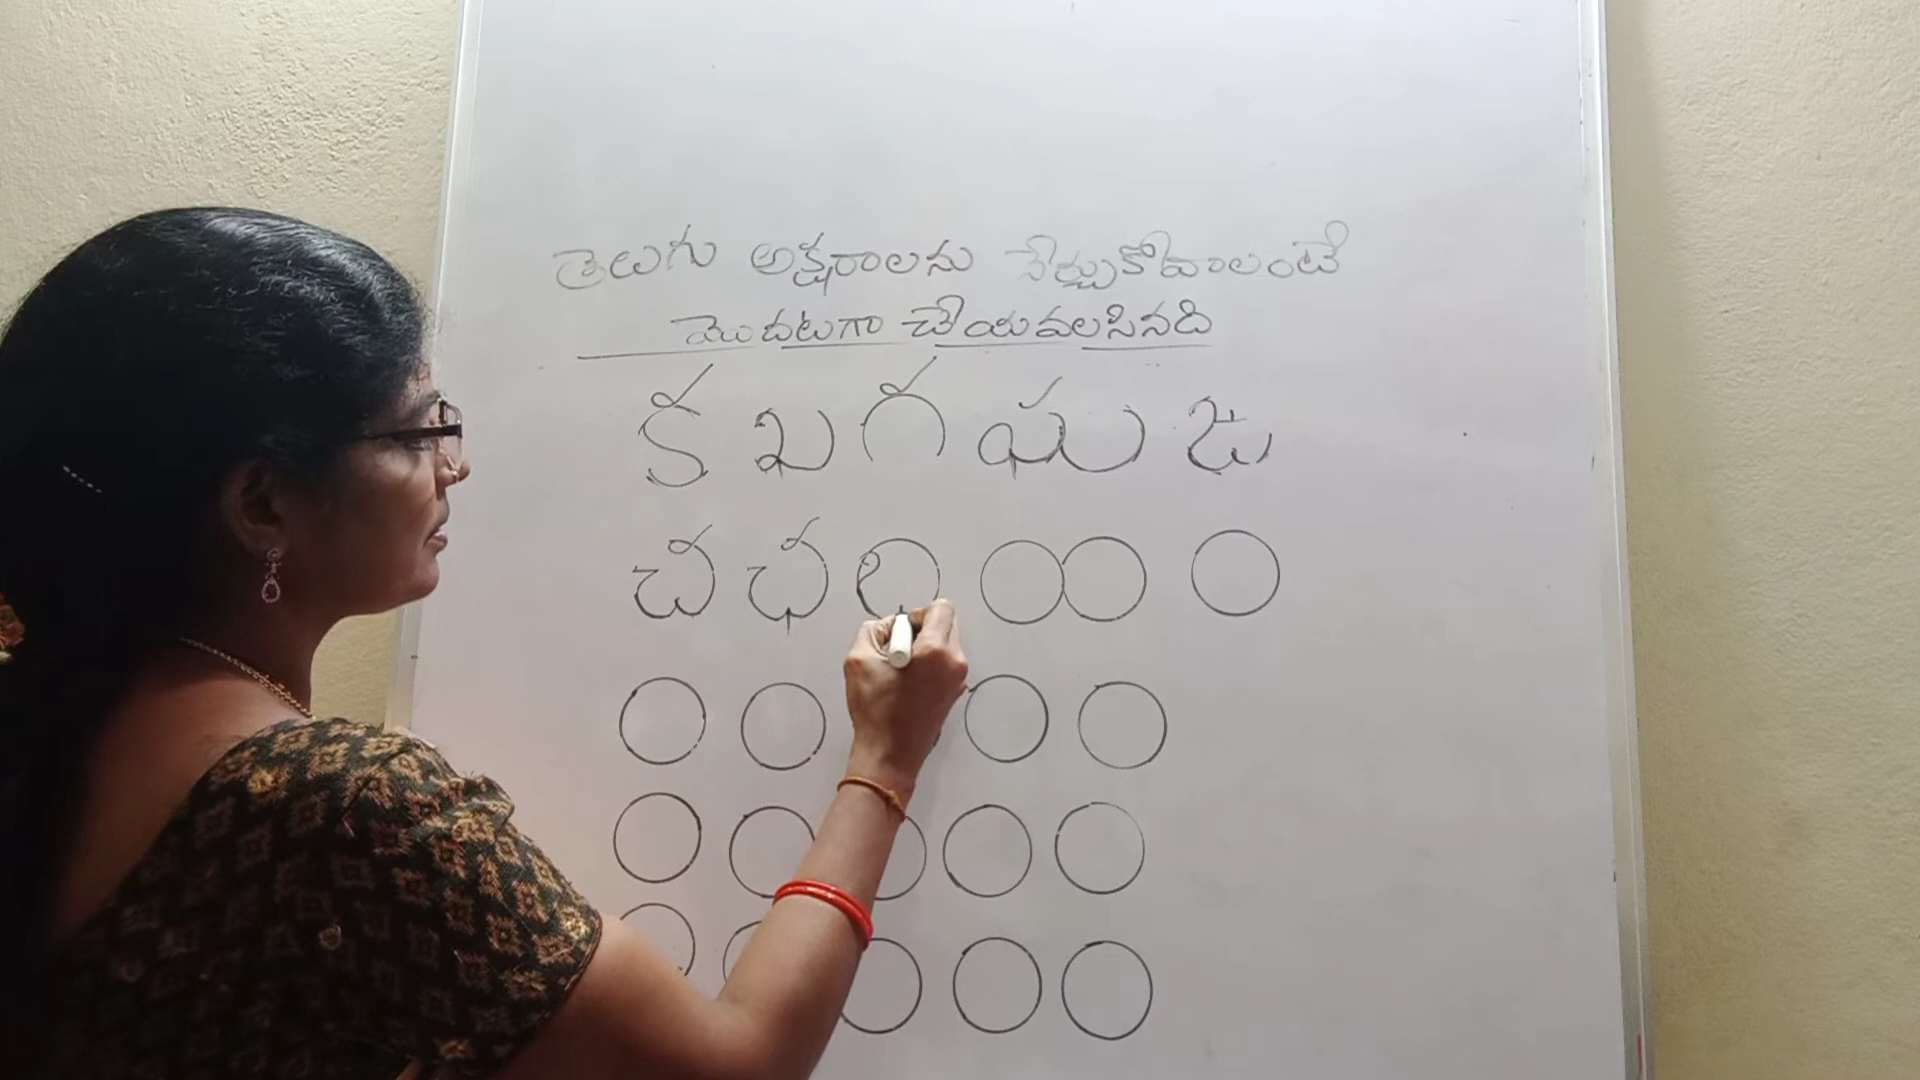 తెలుగు అక్షరాలను నేర్చుకోవాలంటే
మొదటగా చేయవలసినది
క ఖ గ ఘ ఙ
చ ఛ